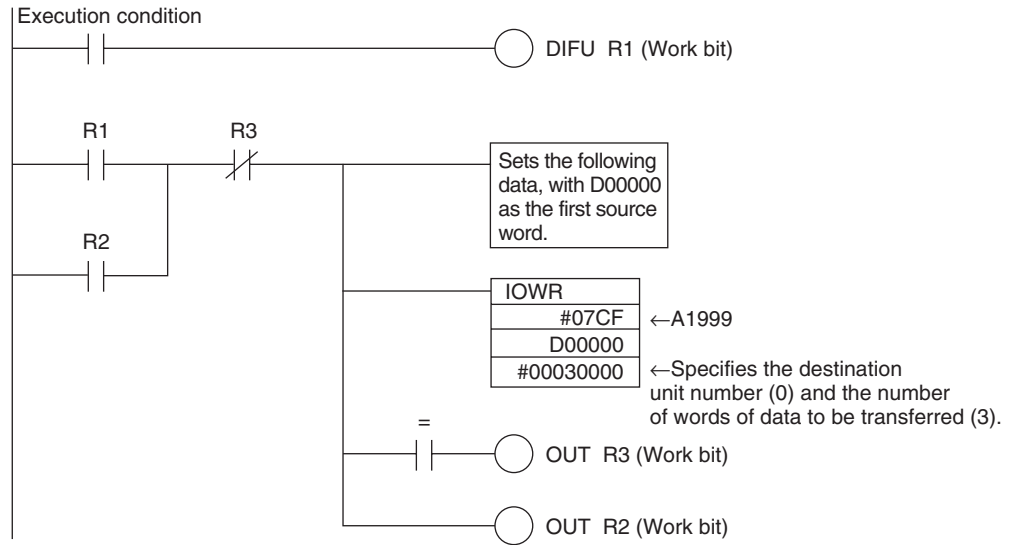 Execution condition
DIFU R1 (Work bit)
R1
R3
Sets the following
data, with D00000
as the first source
word.
R2
IOWR
#07CF ←A1999
D00000
#00030000 ←Specifies the destination
unit number (0) and the number
of words of data to be transferred (3).
=
OUT R3 (Work bit)
OUT R2 (Work bit)